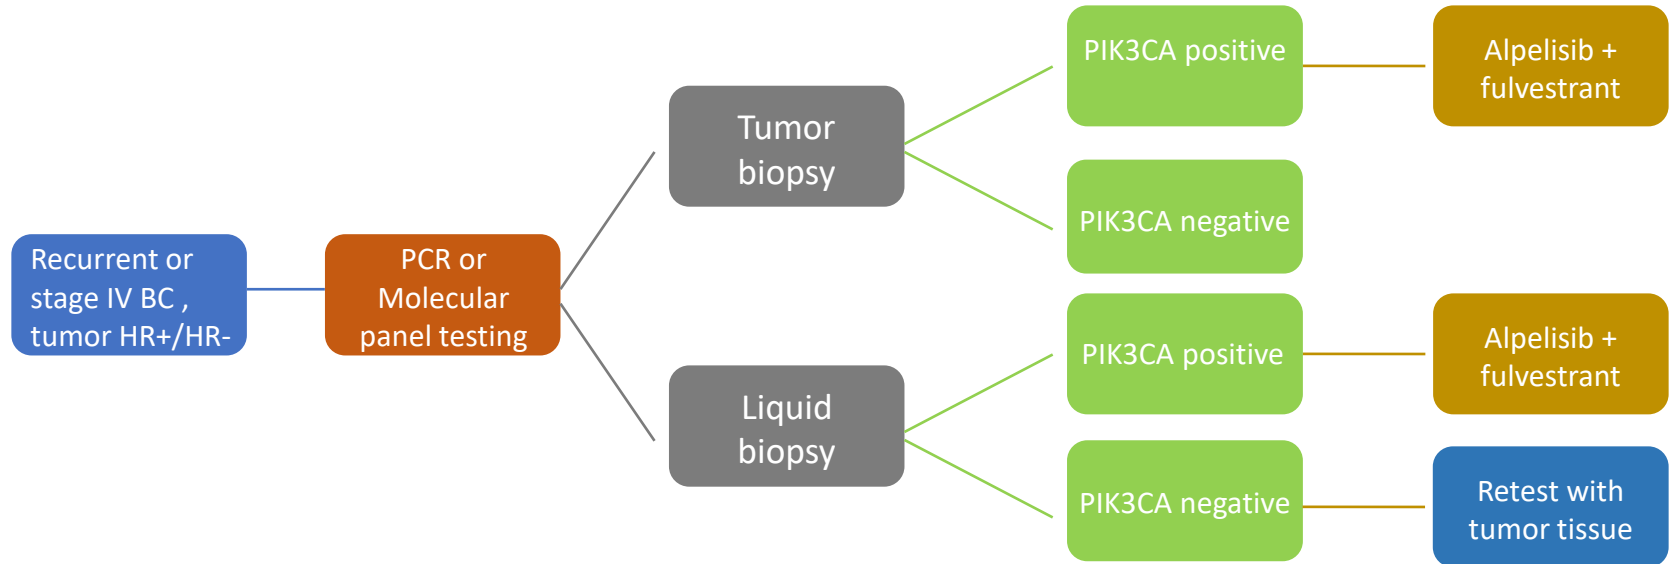 Recurrent or
stage IV BC ,
tumor HR+/HR-
PCR or
Molecular
panel testing
Tumor
biopsy
Liquid
biopsy
PIK3CA positive
PIK3CA negative
PIK3CA positive
PIK3CA negative
Alpelisib +
fulvestrant
Alpelisib +
fulvestrant
Retest with
tumor tissue